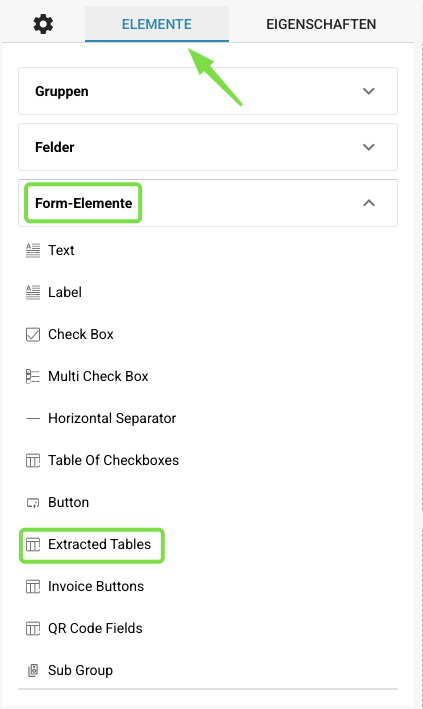 ELEMENTE
EIGENSCHAFTEN
Gruppen
Felder
Form-Elemente
Text
Label
Check Box
Multi Check Box
Horizontal Separator
Table Of Checkboxes
Button
Extracted Tables
Invoice Buttons
QR Code Fields
Sub Group